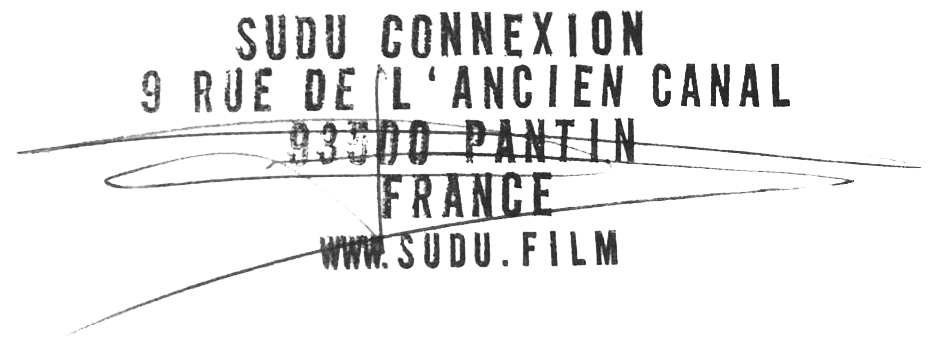 SUDU CONNEXION
9 RUE DE L'ANCIEN CANAL
93500 PANTIN
FRANCE
WWW.SUDU.FILM